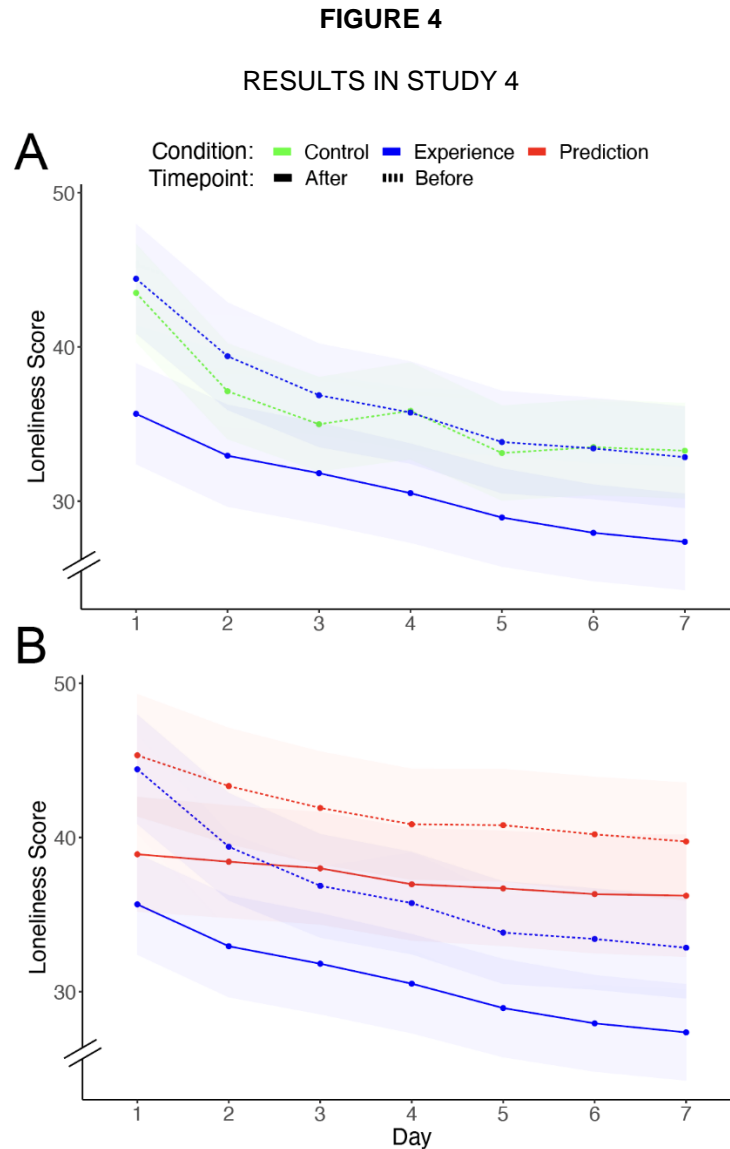 FIGURE 4
RESULTS IN STUDY 4
A
Condition: Control Experience Prediction
Timepoint: After Before
50
40
30
Loneliness Score
1 2 3 4 5 6 7
B
50
40
30
Loneliness Score
1 2 3 4 5 6 7
Day